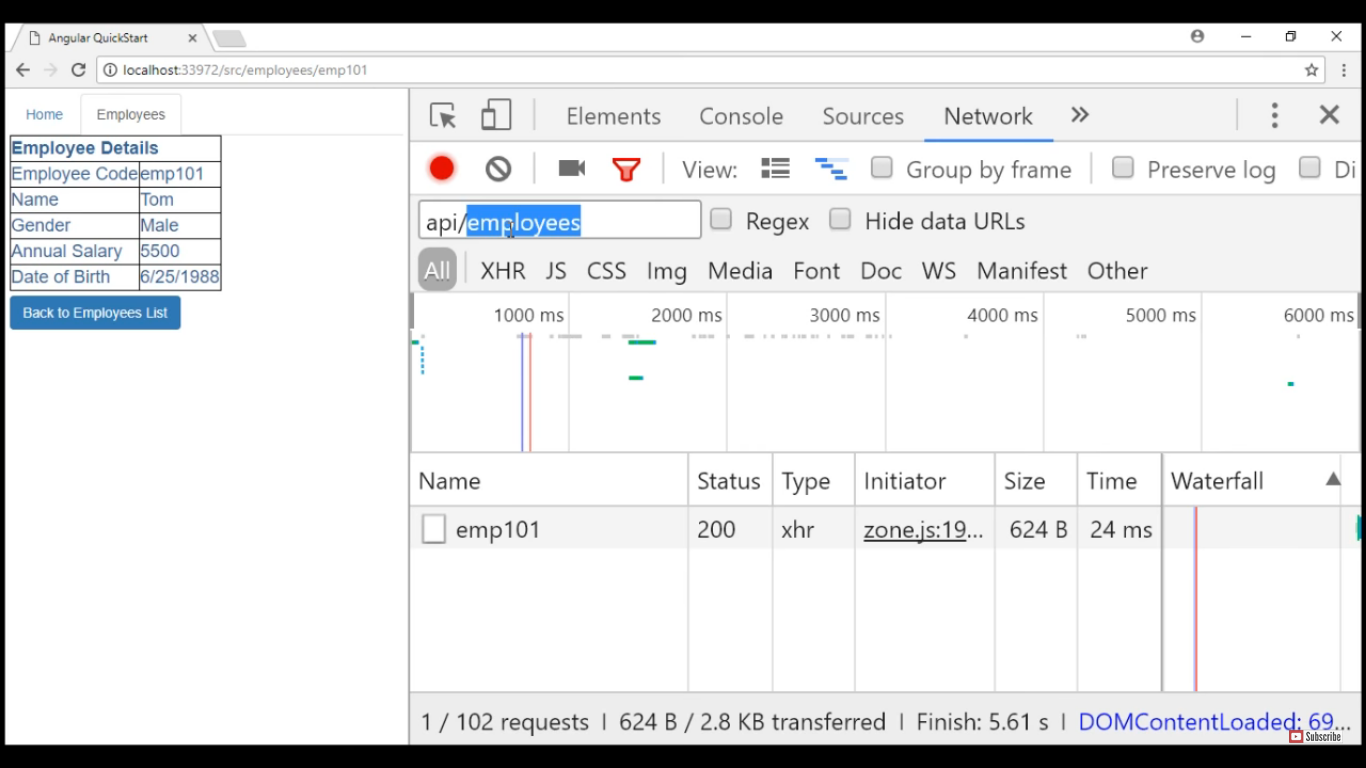 Angular QuickStart
localhost:33972/src/employees/emp101
Home Employees
Employee Details
Employee Code emp101
Name Tom
Gender Male
Annual Salary 5500
Date of Birth 6/25/1988
Back to Employees List
Elements Console Sources Network
View: Group by frame Preserve log Di
api/employees Regex Hide data URLs
All XHR JS CSS Img Media Font Doc WS Manifest Other
1000 ms 2000 ms 3000 ms 4000 ms 5000 ms 6000 ms
Name Status Type Initiator Size Time Waterfall
emp101 200 xhr zone.js:19... 624 B 24 ms
1 / 102 requests | 624 B / 2.8 KB transferred | Finish: 5.61 s | DOMContentLoaded: 69...
Subscribe